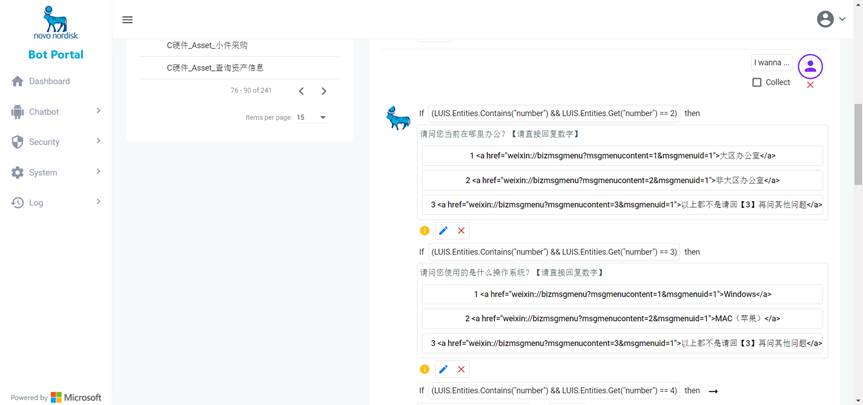 novo nordisk
Bot Portal
Dashboard
Chatbot
Security
System
Log
Powered by Microsoft
C硬件_Asset_小件采购
C硬件_Asset_查询资产信息
76 - 90 of 241
Items per page: 15
I wanna ...
Collect
If (LUIS.Entities.Contains("number") && LUIS.Entities.Get("number") == 2) then
请问您当前在哪里办公？【请直接回复数字】
1 <a href="weixin://bizmsgmenu?msgmenucontent=1&msgmenuid=1">大区办公室</a>
2 <a href="weixin://bizmsgmenu?msgmenucontent=2&msgmenuid=1">非大区办公室</a>
3 <a href="weixin://bizmsgmenu?msgmenucontent=3&msgmenuid=1">以上都不是请回【3】再问其他问题</a>
If (LUIS.Entities.Contains("number") && LUIS.Entities.Get("number") == 3) then
请问您使用的是什么操作系统？【请直接回复数字】
1 <a href="weixin://bizmsgmenu?msgmenucontent=1&msgmenuid=1">Windows</a>
2 <a href="weixin://bizmsgmenu?msgmenucontent=2&msgmenuid=1">MAC（苹果）</a>
3 <a href="weixin://bizmsgmenu?msgmenucontent=3&msgmenuid=1">以上都不是请回【3】再问其他问题</a>
If (LUIS.Entities.Contains("number") && LUIS.Entities.Get("number") == 4) then →